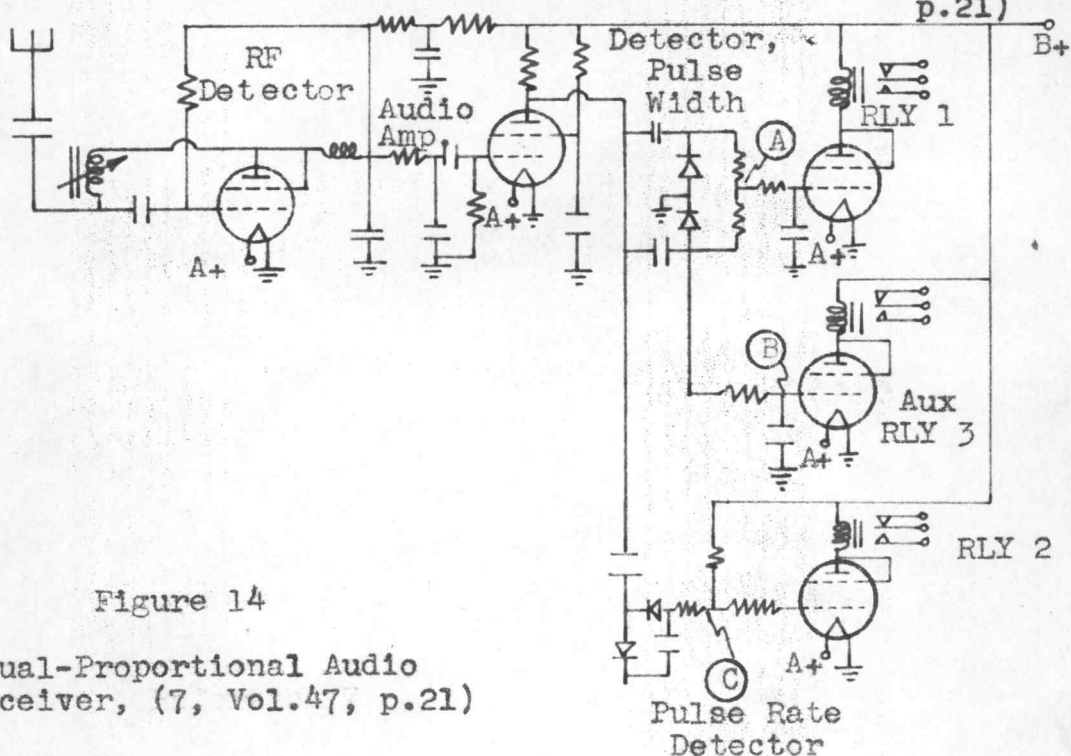 p.21)
B+
RF
Detector
Audio
Amp
Detector,
Pulse
Width
A
RLY 1
A+
A+
A+
B
Aux
RLY 3
A+
RLY 2
Figure 14
A+
C
ual-Proportional Audio
ceiver, (7, Vol.47, p.21)
Pulse Rate
Detector